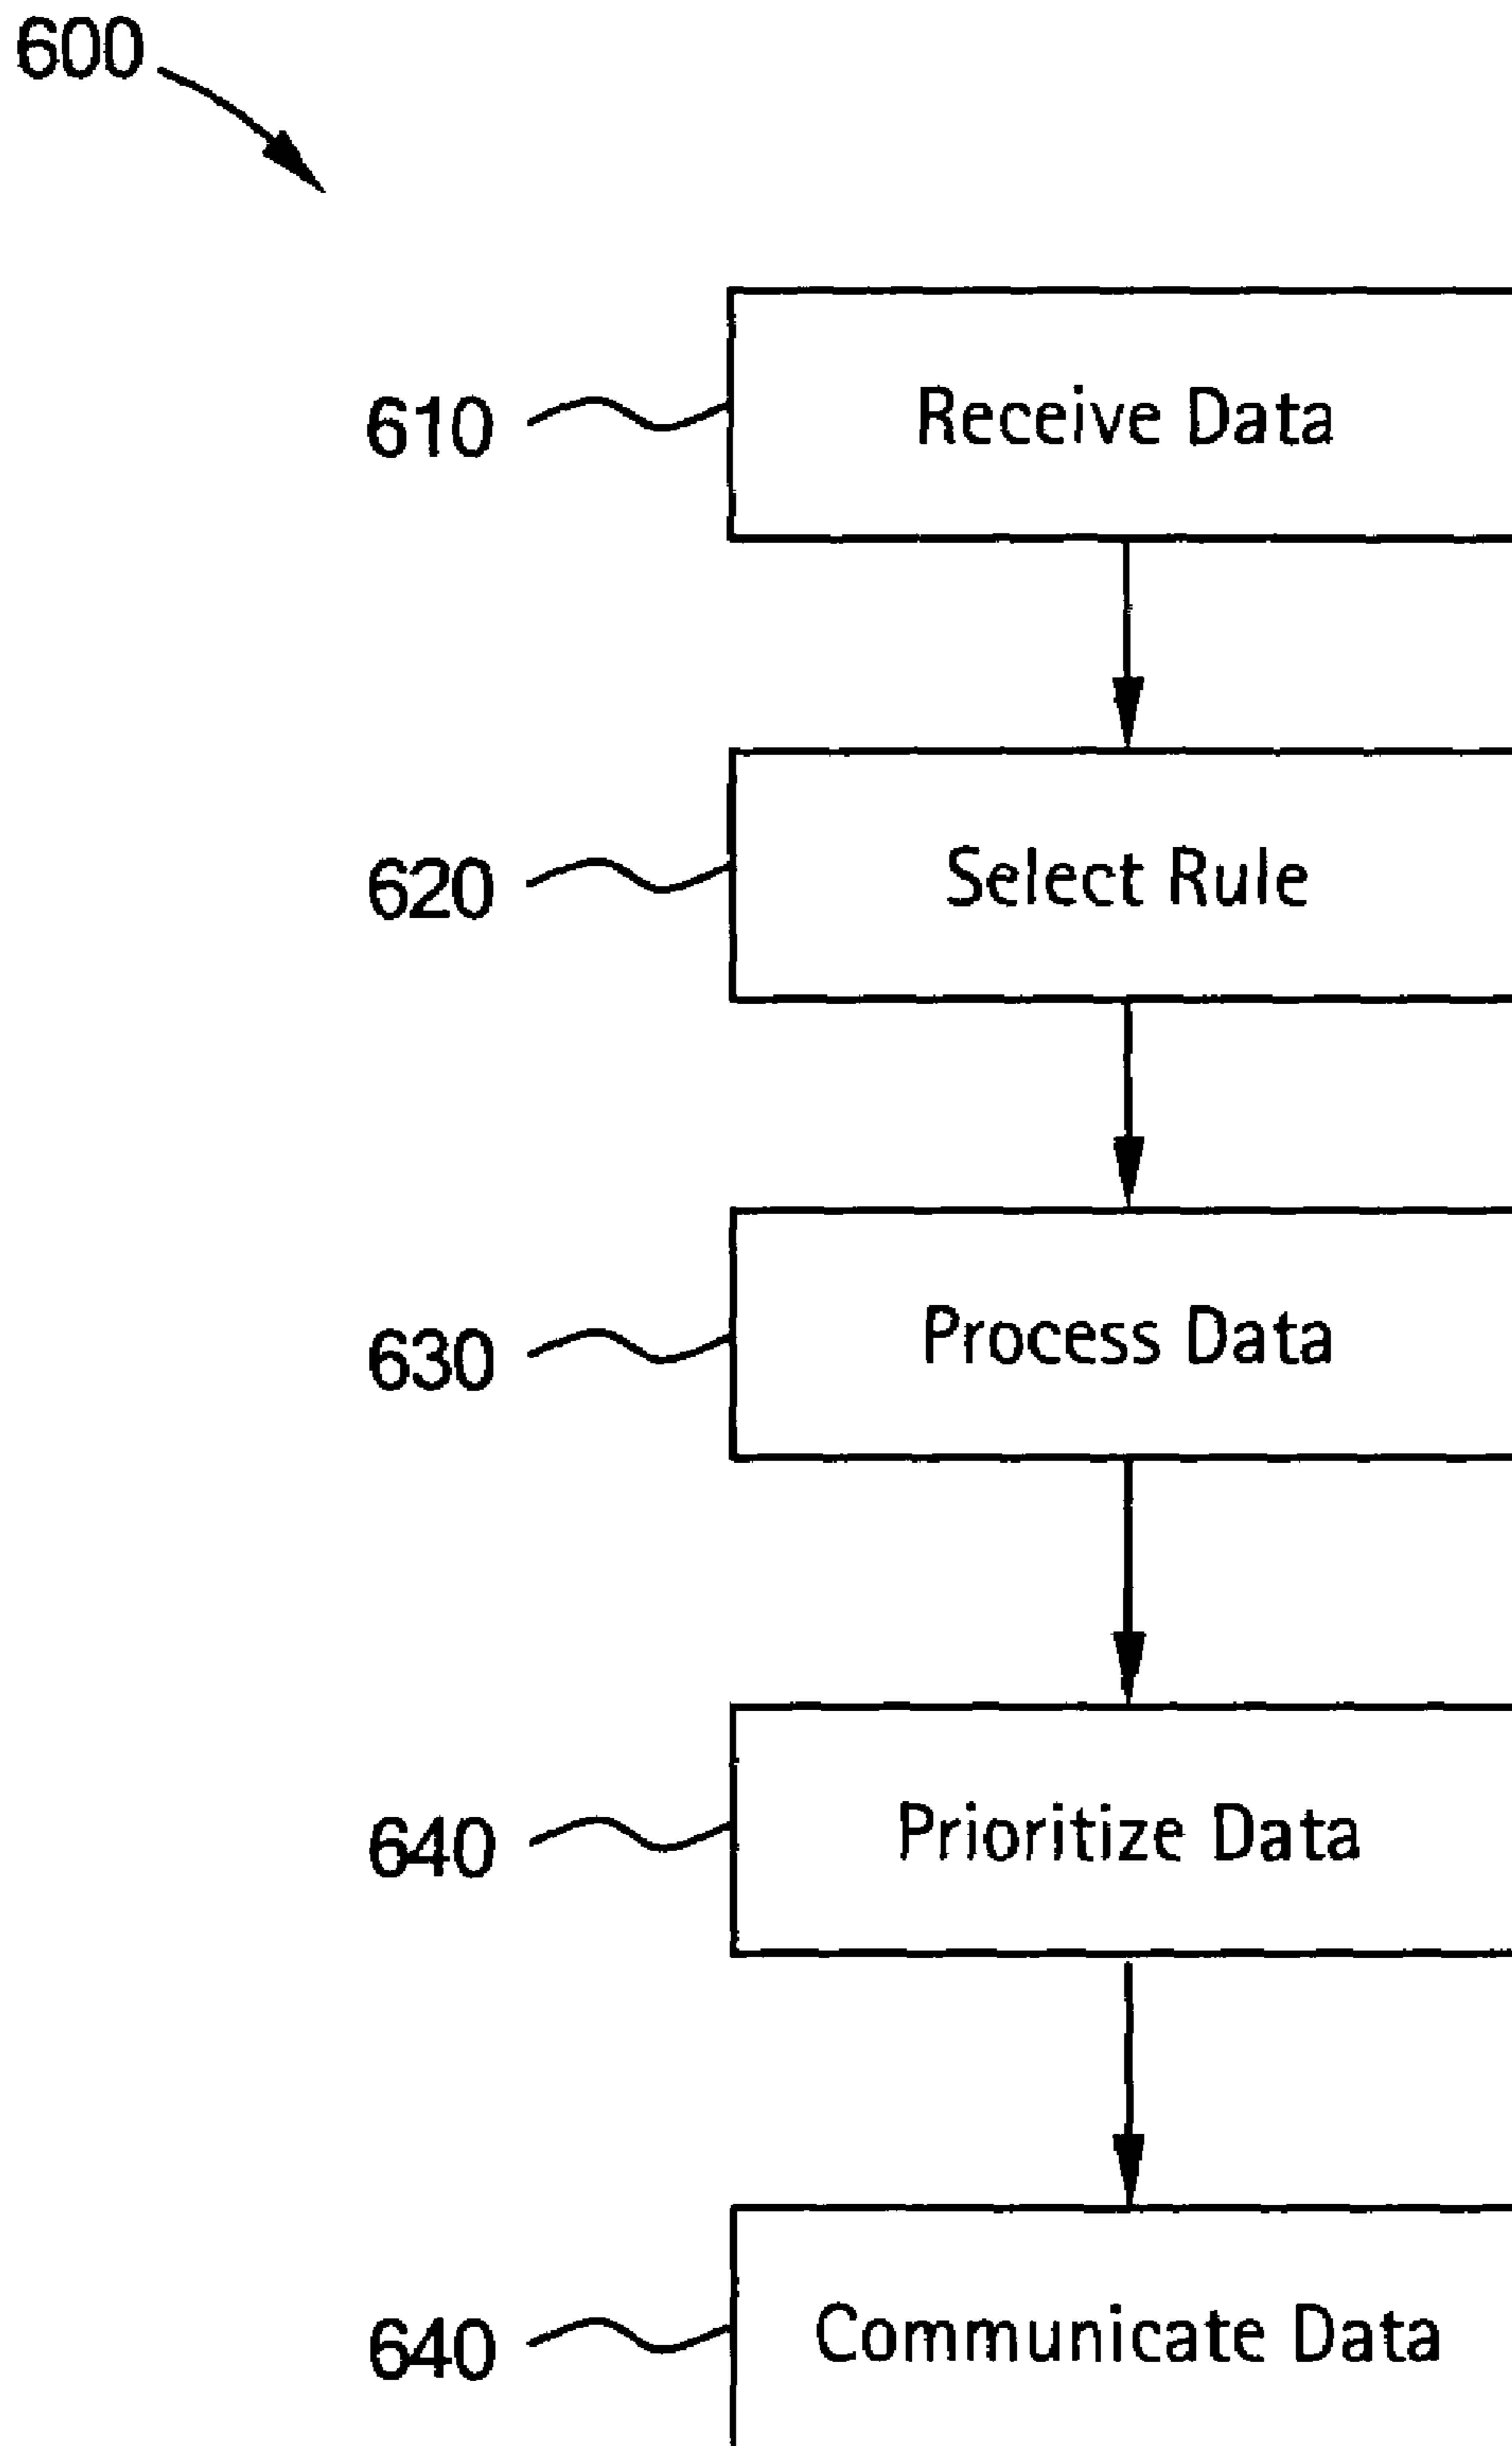 600
610
Receive Data
620
Select Rule
630
Process Data
640
Prioritize Data
640
Communicate Data